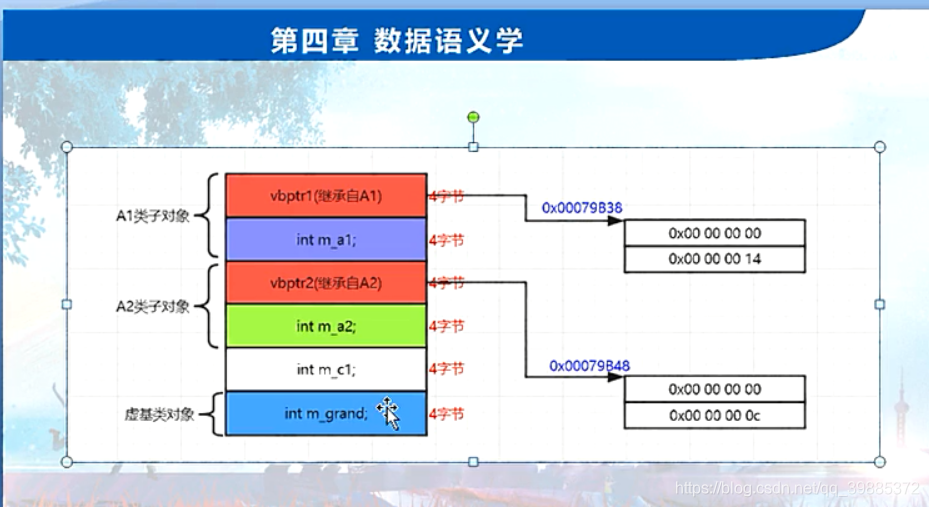 第四章 数据语义学
A1类子对象
vbptr1(继承自A1)
4字节
int m_a1;
4字节
A2类子对象
vbptr2(继承自A2)
4字节
int m_a2;
4字节
int m_c1;
4字节
虚基类对象
int m_grand;
4字节
0x00079B38
0x00 00 00 00
0x00 00 00 14
0x00079B48
0x00 00 00 00
0x00 00 00 0c
https://blog.csdn.net/qq_39885372